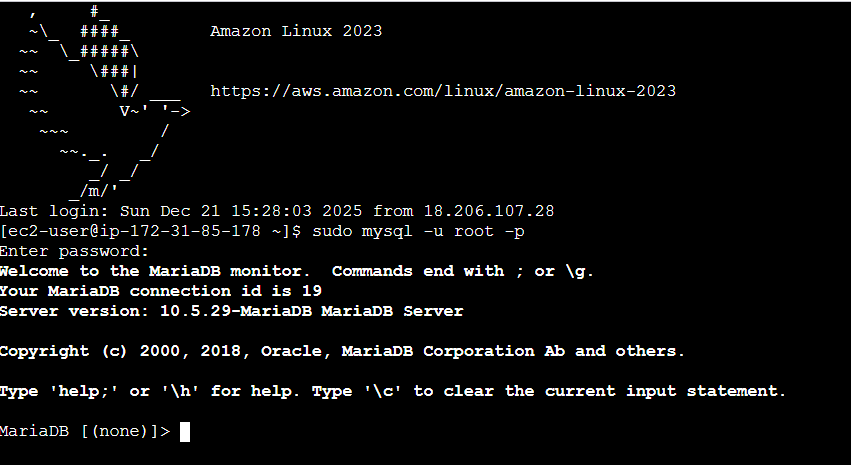 ,     #_
   ~\_  ####_        Amazon Linux 2023
  ~~  \_#####\
  ~~     \###|
  ~~       \#/ ___   https://aws.amazon.com/linux/amazon-linux-2023
   ~~       V~' '->
    ~~~         /
      ~~._.   _/
         _/ _/
       _/m/'
Last login: Sun Dec 21 15:28:03 2025 from 18.206.107.28
[ec2-user@ip-172-31-85-178 ~]$ sudo mysql -u root -p
Enter password:
Welcome to the MariaDB monitor.  Commands end with ; or \g.
Your MariaDB connection id is 19
Server version: 10.5.29-MariaDB MariaDB Server

Copyright (c) 2000, 2018, Oracle, MariaDB Corporation Ab and others.

Type 'help;' or '\h' for help. Type '\c' to clear the current input statement.

MariaDB [(none)]>